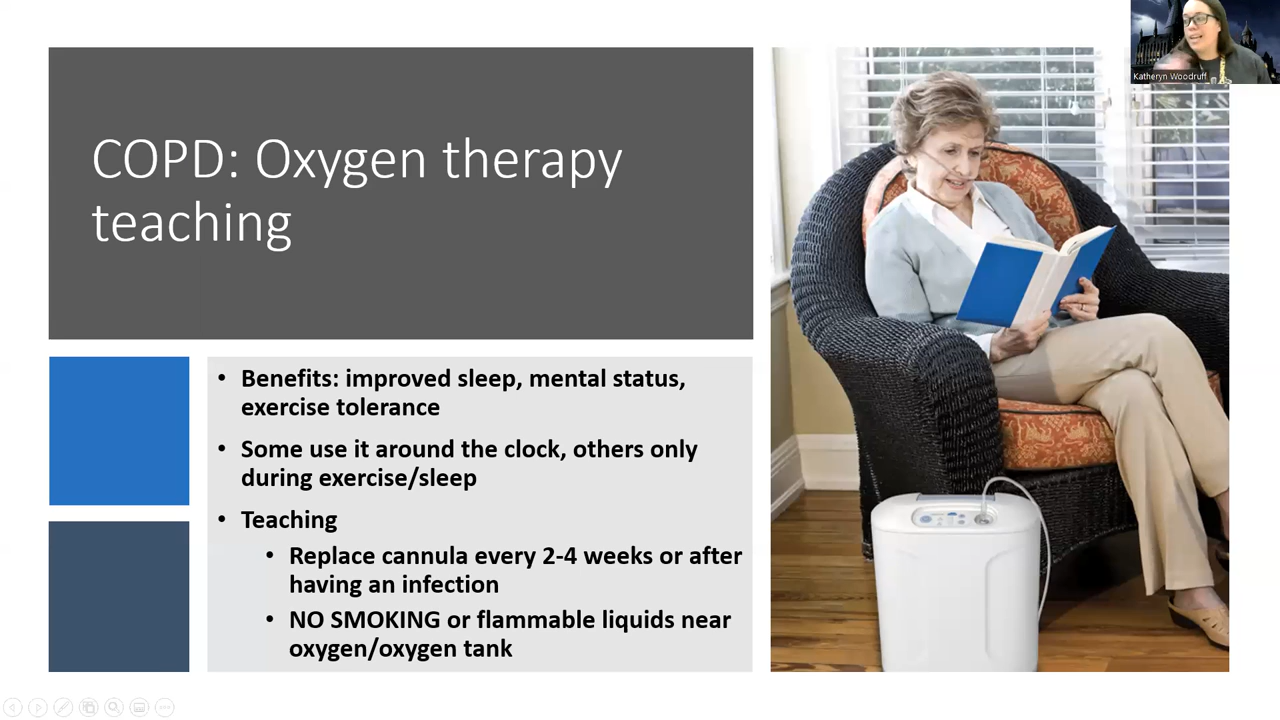 Katheryn Woodruff
COPD: Oxygen therapy
teaching
• Benefits: improved sleep, mental status,
exercise tolerance
• Some use it around the clock, others only
during exercise/sleep
• Teaching
• Replace cannula every 2-4 weeks or after
having an infection
• NO SMOKING or flammable liquids near
oxygen/oxygen tank